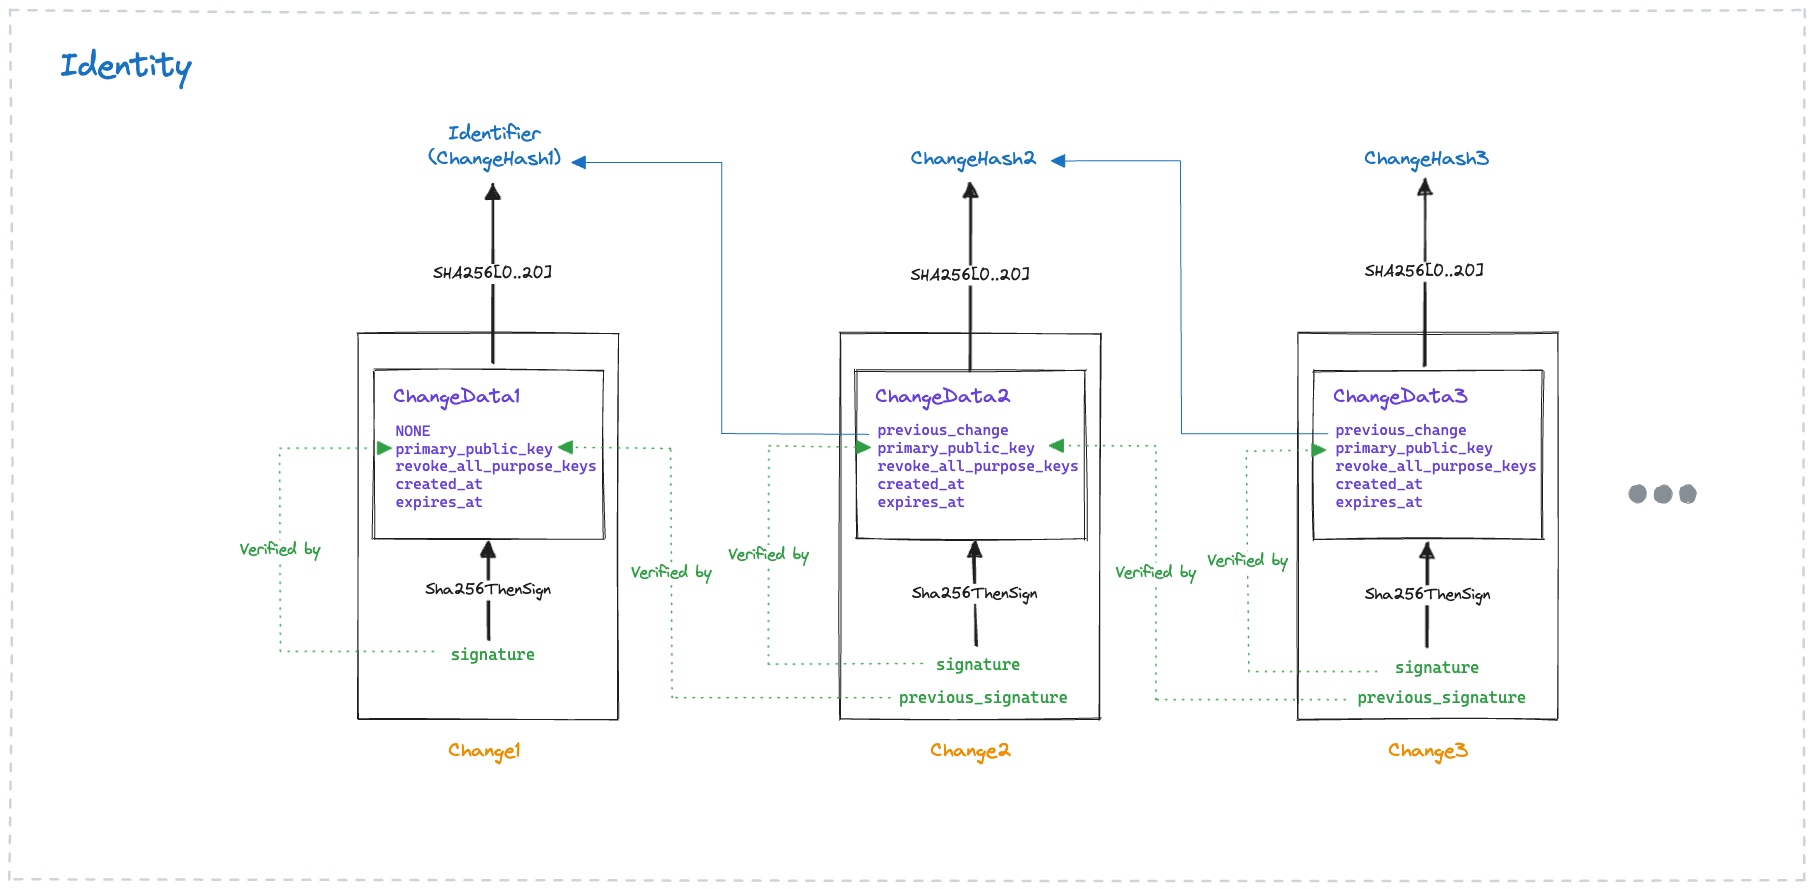 Identity
Identifier
(ChangeHash1)
ChangeHash2
ChangeHash3
SHA256[0..20]
SHA256[0..20]
SHA256[0..20]
ChangeData1
NONE
primary_public_key
revoke_all_purpose_keys
created_at
expires_at
Verified by
Sha256ThenSign
signature
Change1
ChangeData2
previous_change
primary_public_key
revoke_all_purpose_keys
created_at
expires_at
Verified by
Verified by
Sha256ThenSign
signature
previous_signature
Change2
ChangeData3
previous_change
primary_public_key
revoke_all_purpose_keys
created_at
expires_at
Verified by
Verified by
Sha256ThenSign
signature
previous_signature
Change3